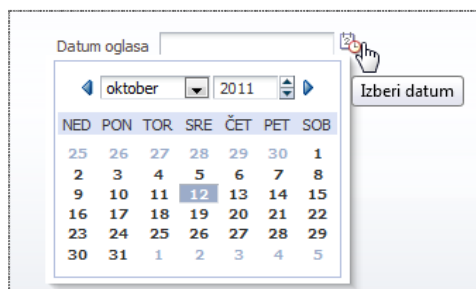 Datum oglasa
Izberi datum
oktober 2011
NED PON TOR SRE ČET PET SOB
25 26 27 28 29 30 1
2 3 4 5 6 7 8
9 10 11 12 13 14 15
16 17 18 19 20 21 22
23 24 25 26 27 28 29
30 31 1 2 3 4 5